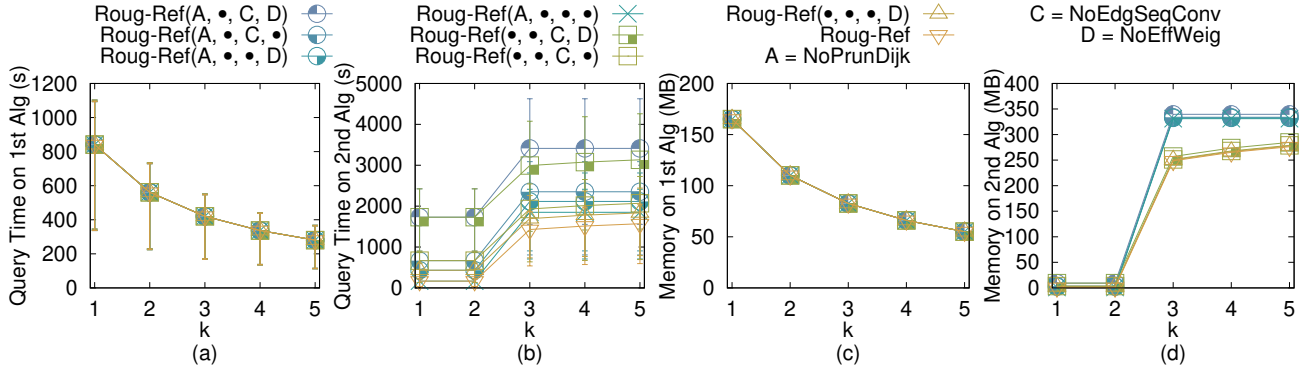 Roug-Ref(A, •, C, D)
Roug-Ref(A, •, C, •)
Roug-Ref(A, •, •, D)
Roug-Ref(A, •, •, •)
Roug-Ref(•, •, C, D)
Roug-Ref(•, •, C, •)
Roug-Ref(•, •, •, D)
Roug-Ref
A = NoPrunDijk
C = NoEdgSeqConv
D = NoEffWeig
Query Time on 1st Alg (s)
1200
1000
800
600
400
200
0
1 2 3 4 5
k
(a)
Query Time on 2nd Alg (s)
5000
4000
3000
2000
1000
0
1 2 3 4 5
k
(b)
Memory on 1st Alg (MB)
200
150
100
50
0
1 2 3 4 5
k
(c)
Memory on 2nd Alg (MB)
400
350
300
250
200
150
100
50
0
1 2 3 4 5
k
(d)